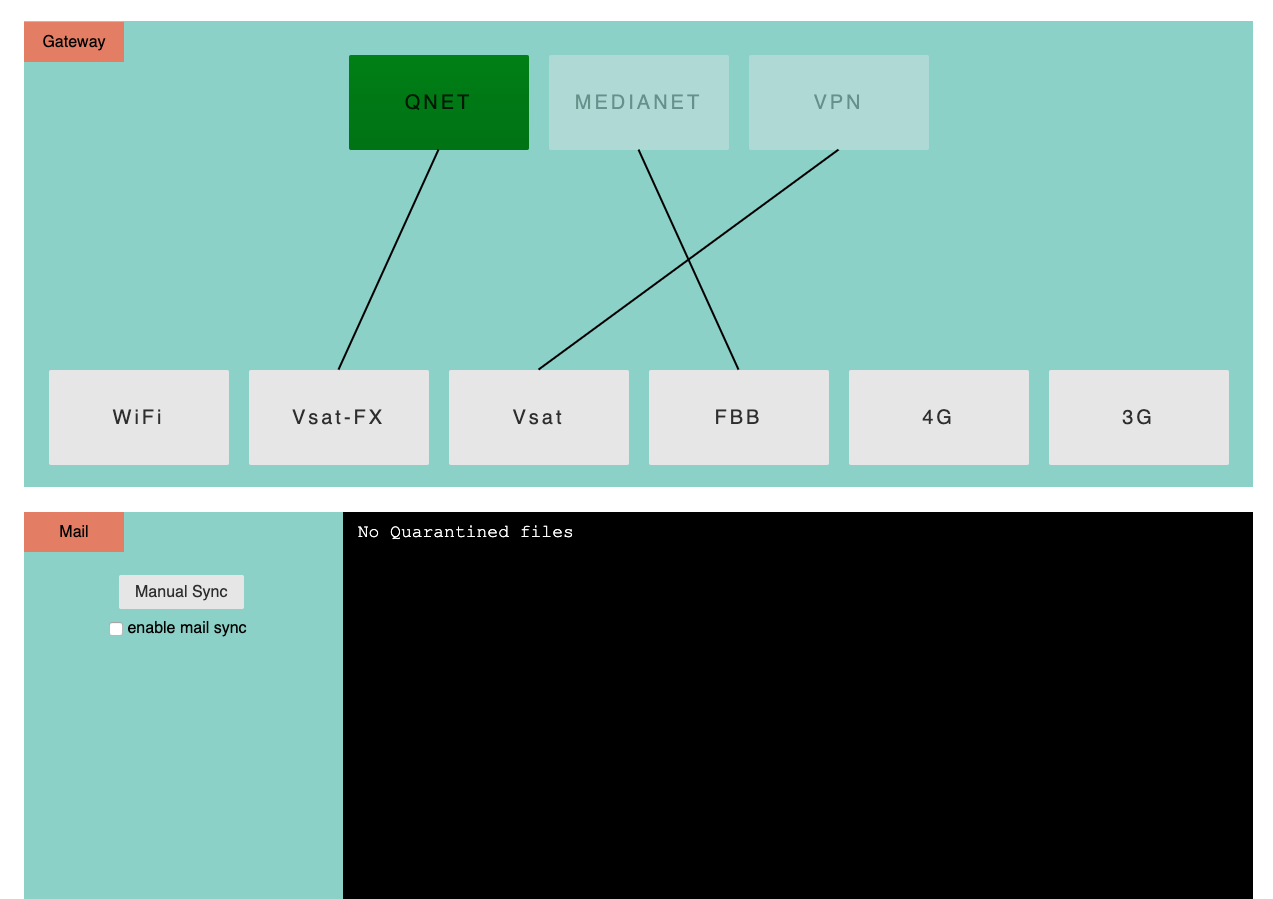 Gateway
QNET
MEDIANET
VPN
WiFi
Vsat-FX
Vsat
FBB
4G
3G
Mail
No Quarantined files
Manual Sync
enable mail sync